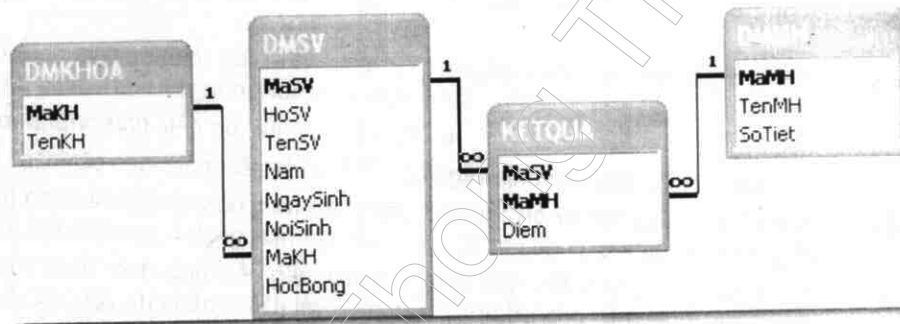 DMKHOA
MaKH
TenKH
1
∞
DMSV
MaSV
HoSV
TenSV
Nam
NgaySinh
NoiSinh
MaKH
HocBong
1
∞
KETQUA
MaSV
MaMH
Diem
1
∞
MaMH
TenMH
SoTiet
Thong